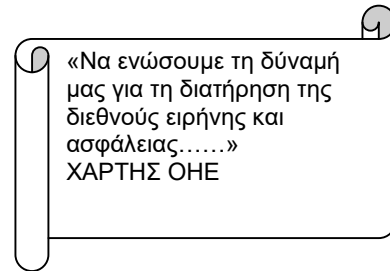 «Να ενώσουμε τη δύναμή
μας για τη διατήρηση της
διεθνούς ειρήνης και
ασφάλειας……»
ΧΑΡΤΗΣ ΟΗΕ